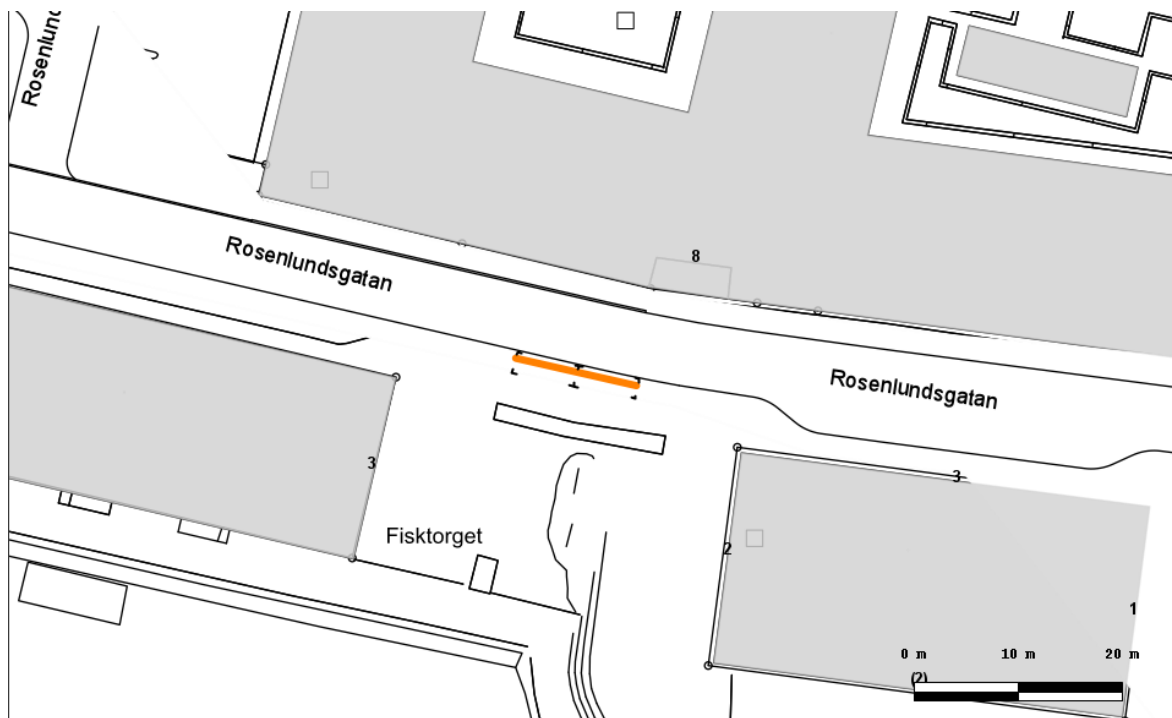 Rosenlund
8
Rosenlundsgatan
Rosenlundsgatan
3
3
Fisktorget
2
1
0 m 10 m 20 m
(2)